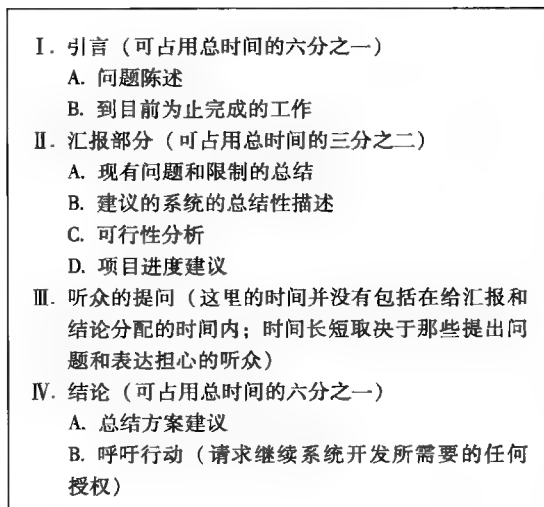 Ⅰ. 引言（可占用总时间的六分之一）
A. 问题陈述
B. 到目前为止完成的工作
Ⅱ. 汇报部分（可占用总时间的三分之二）
A. 现有问题和限制的总结
B. 建议的系统的总结性描述
C. 可行性分析
D. 项目进度建议
Ⅲ. 听众的提问（这里的时间并没有包括在给汇报和
结论分配的时间内；时间长短取决于那些提出问
题和表达担心的听众）
Ⅳ. 结论（可占用总时间的六分之一）
A. 总结方案建议
B. 呼吁行动（请求继续系统开发所需要的任何
授权）